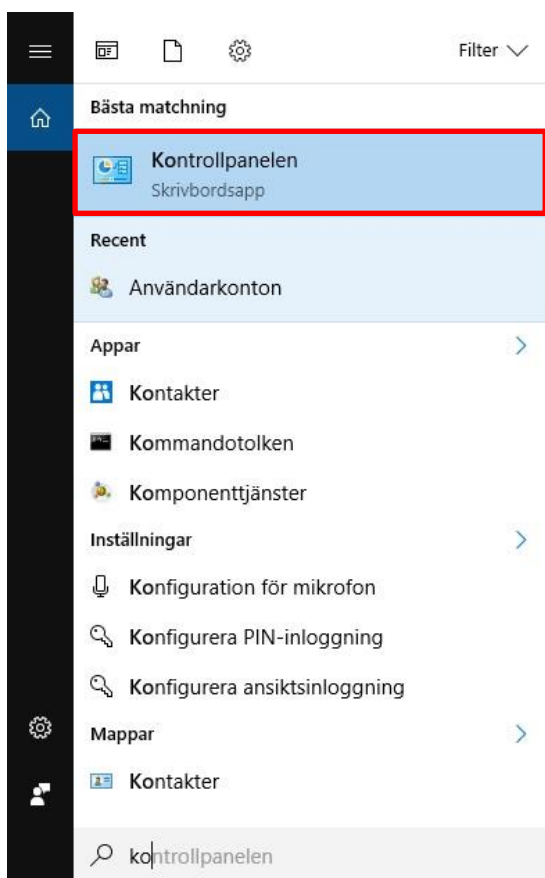 Filter
Bästa matchning
Kontrollpanelen
Skrivbordsapp
Recent
Användarkonton
Appar
Kontakter
Kommandotolken
Komponenttjänster
Inställningar
Konfiguration för mikrofon
Konfigurera PIN-inloggning
Konfigurera ansiktsinloggning
Mappar
Kontakter
kontrollpanelen